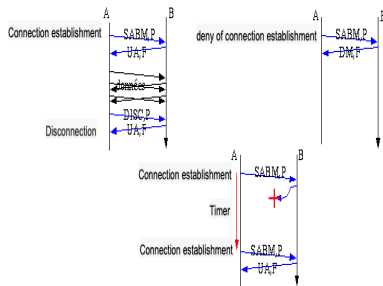 A B
Connection establishment
SABM,P
UA,F
données
DISC,P
Disconnection
UA,F
A B
deny of connection establishment
SABM,P
DM,F
A B
Connection establishment
SABM,P
Timer
Connection establishment
SABM,P
UA,F